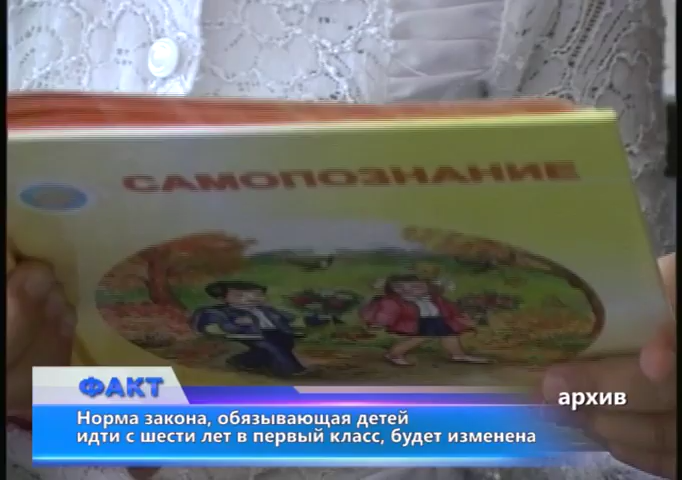 САМОПОЗНАНИЕ
ФАКТ
архив
Норма закона, обязывающая детей
идти с шести лет в первый класс, будет изменена